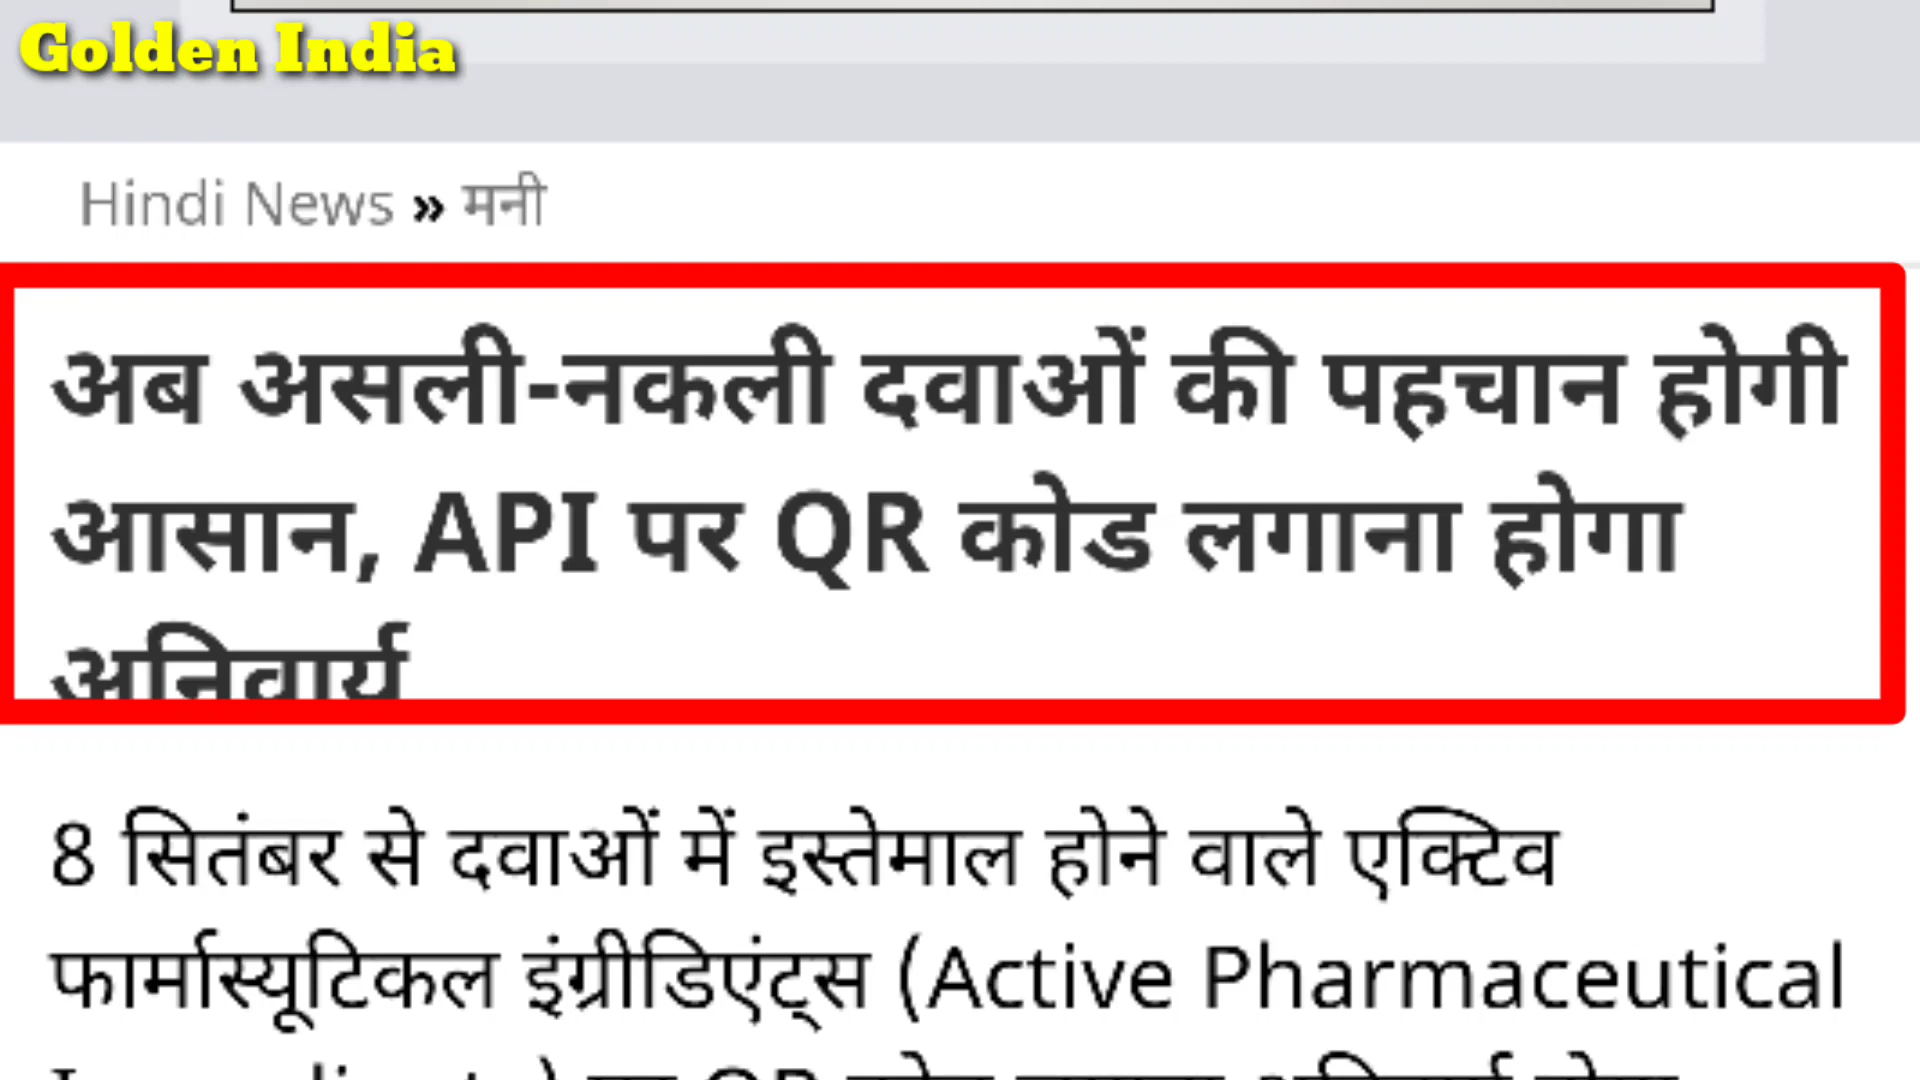 Golden India
Hindi News » मनी
अब असली-नकली दवाओं की पहचान होगी
आसान, API पर QR कोड लगाना होगा
अनिवार्य
8 सितंबर से दवाओं में इस्तेमाल होने वाले एक्टिव
फार्मास्यूटिकल इंग्रीडिएंट्स (Active Pharmaceutical